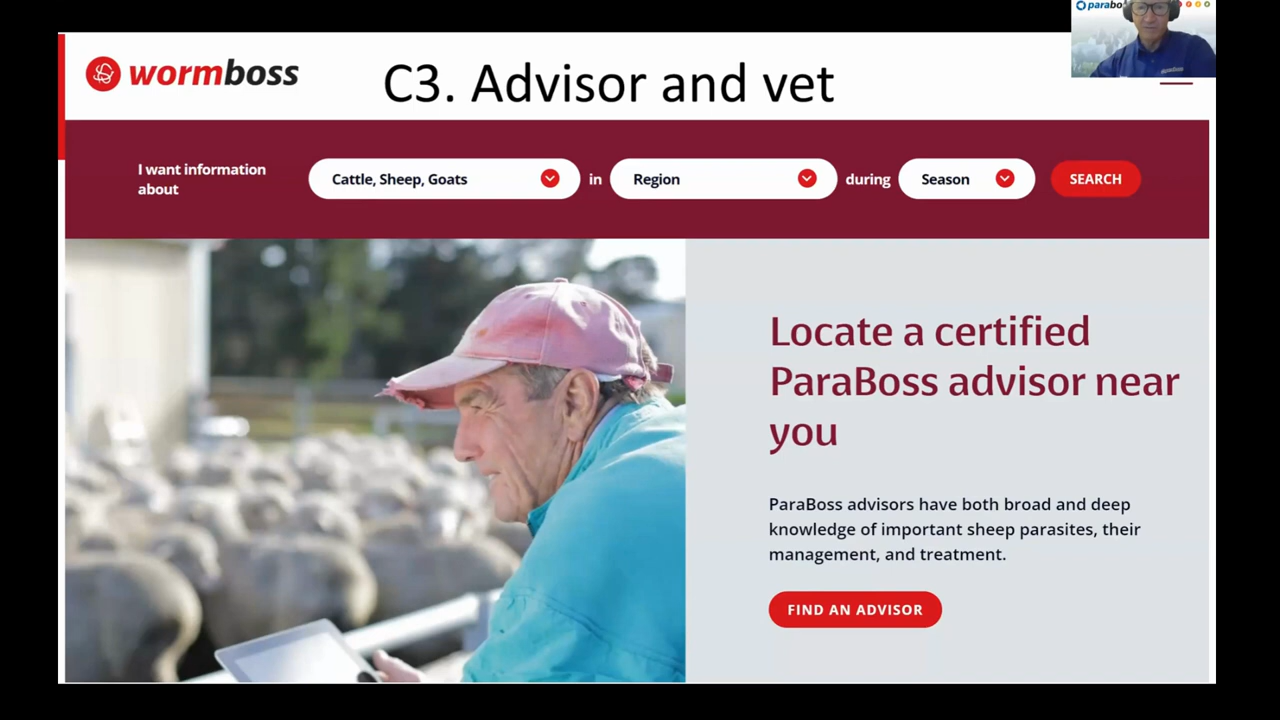 parabo
wormboss
C3. Advisor and vet
I want information
about
Cattle, Sheep, Goats
in
Region
during
Season
SEARCH
Locate a certified
ParaBoss advisor near
you
ParaBoss advisors have both broad and deep
knowledge of important sheep parasites, their
management, and treatment.
FIND AN ADVISOR